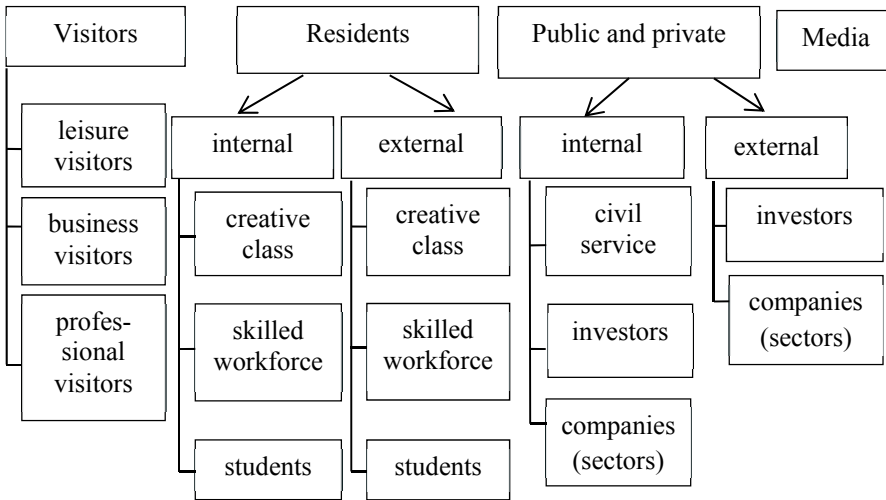 Visitors
Residents
Public and private
Media
leisure
visitors
business
visitors
profes-
sional
visitors
internal
creative
class
skilled
workforce
students
external
creative
class
skilled
workforce
students
internal
civil
service
investors
companies
(sectors)
external
investors
companies
(sectors)